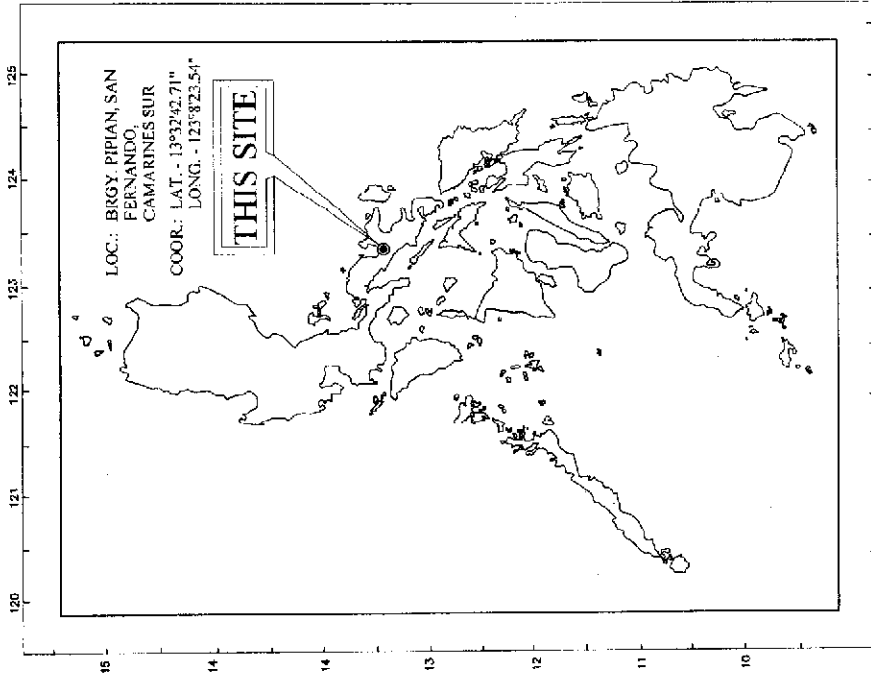 LOC.: BRGY. PIPIAN, SAN
FERNANDO,
CAMARINES SUR
COOR.: LAT. - 13°32'42.71"
LONG. - 123°8'23.54"
THIS SITE
120
121
122
123
124
125
15
14
13
12
11
10